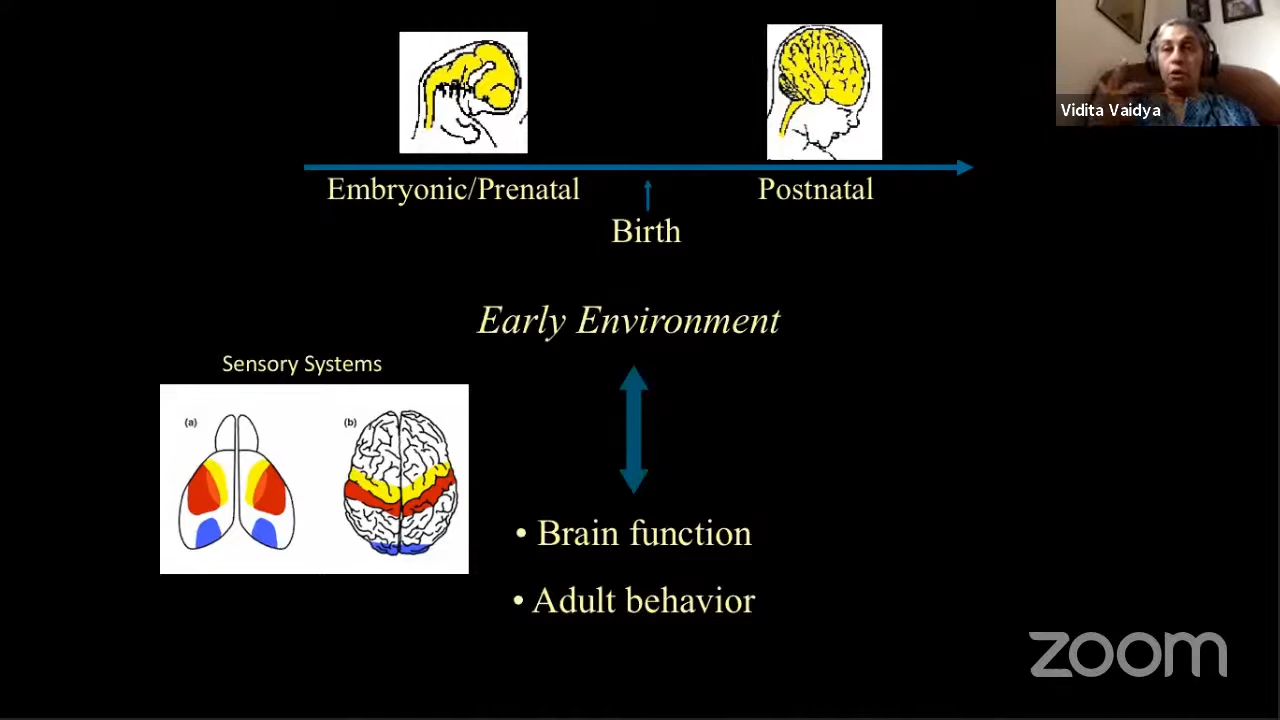 Vidita Vaidya
Embryonic/Prenatal
Postnatal
Birth
Early Environment
Sensory Systems
(a)
(b)
• Brain function
• Adult behavior
zoom